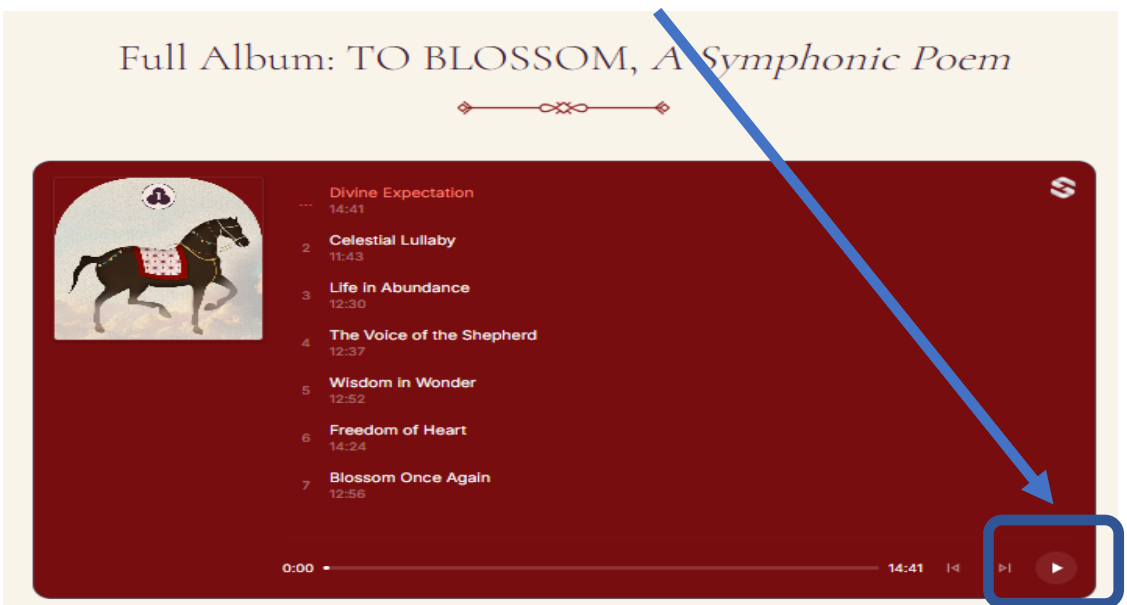 Full Album: TO BLOSSOM, A Symphonic Poem
1
... Divine Expectation
14:41
2 Celestial Lullaby
11:43
3 Life in Abundance
12:30
4 The Voice of the Shepherd
12:37
5 Wisdom in Wonder
12:52
6 Freedom of Heart
14:24
7 Blossom Once Again
12:56
0:00 14:41